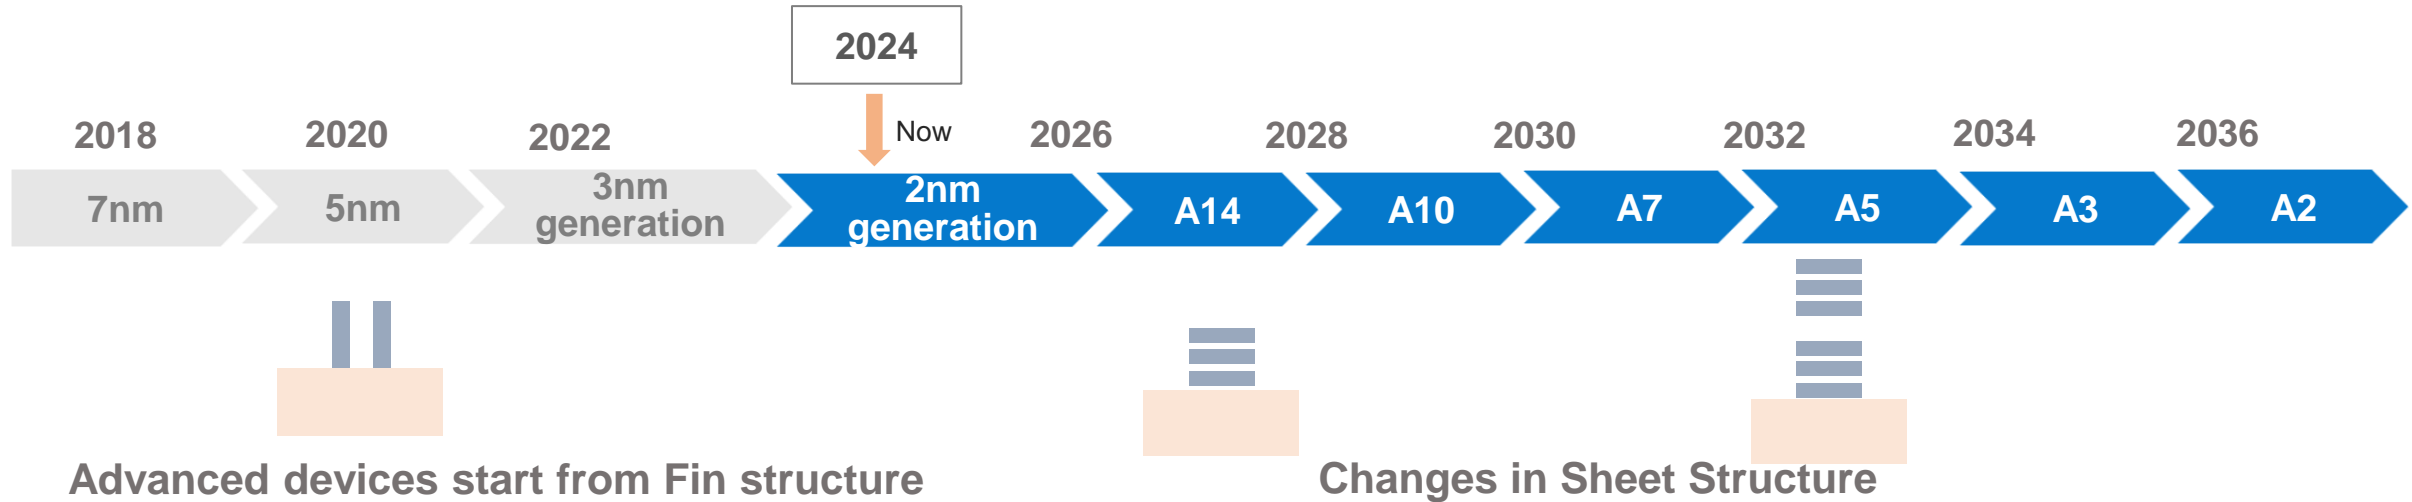 2024
Now
2018
2020
2022
2026
2028
2030
2032
2034
2036
7nm
5nm
3nm
generation
2nm
generation
A14
A10
A7
A5
A3
A2
Advanced devices start from Fin structure
Changes in Sheet Structure